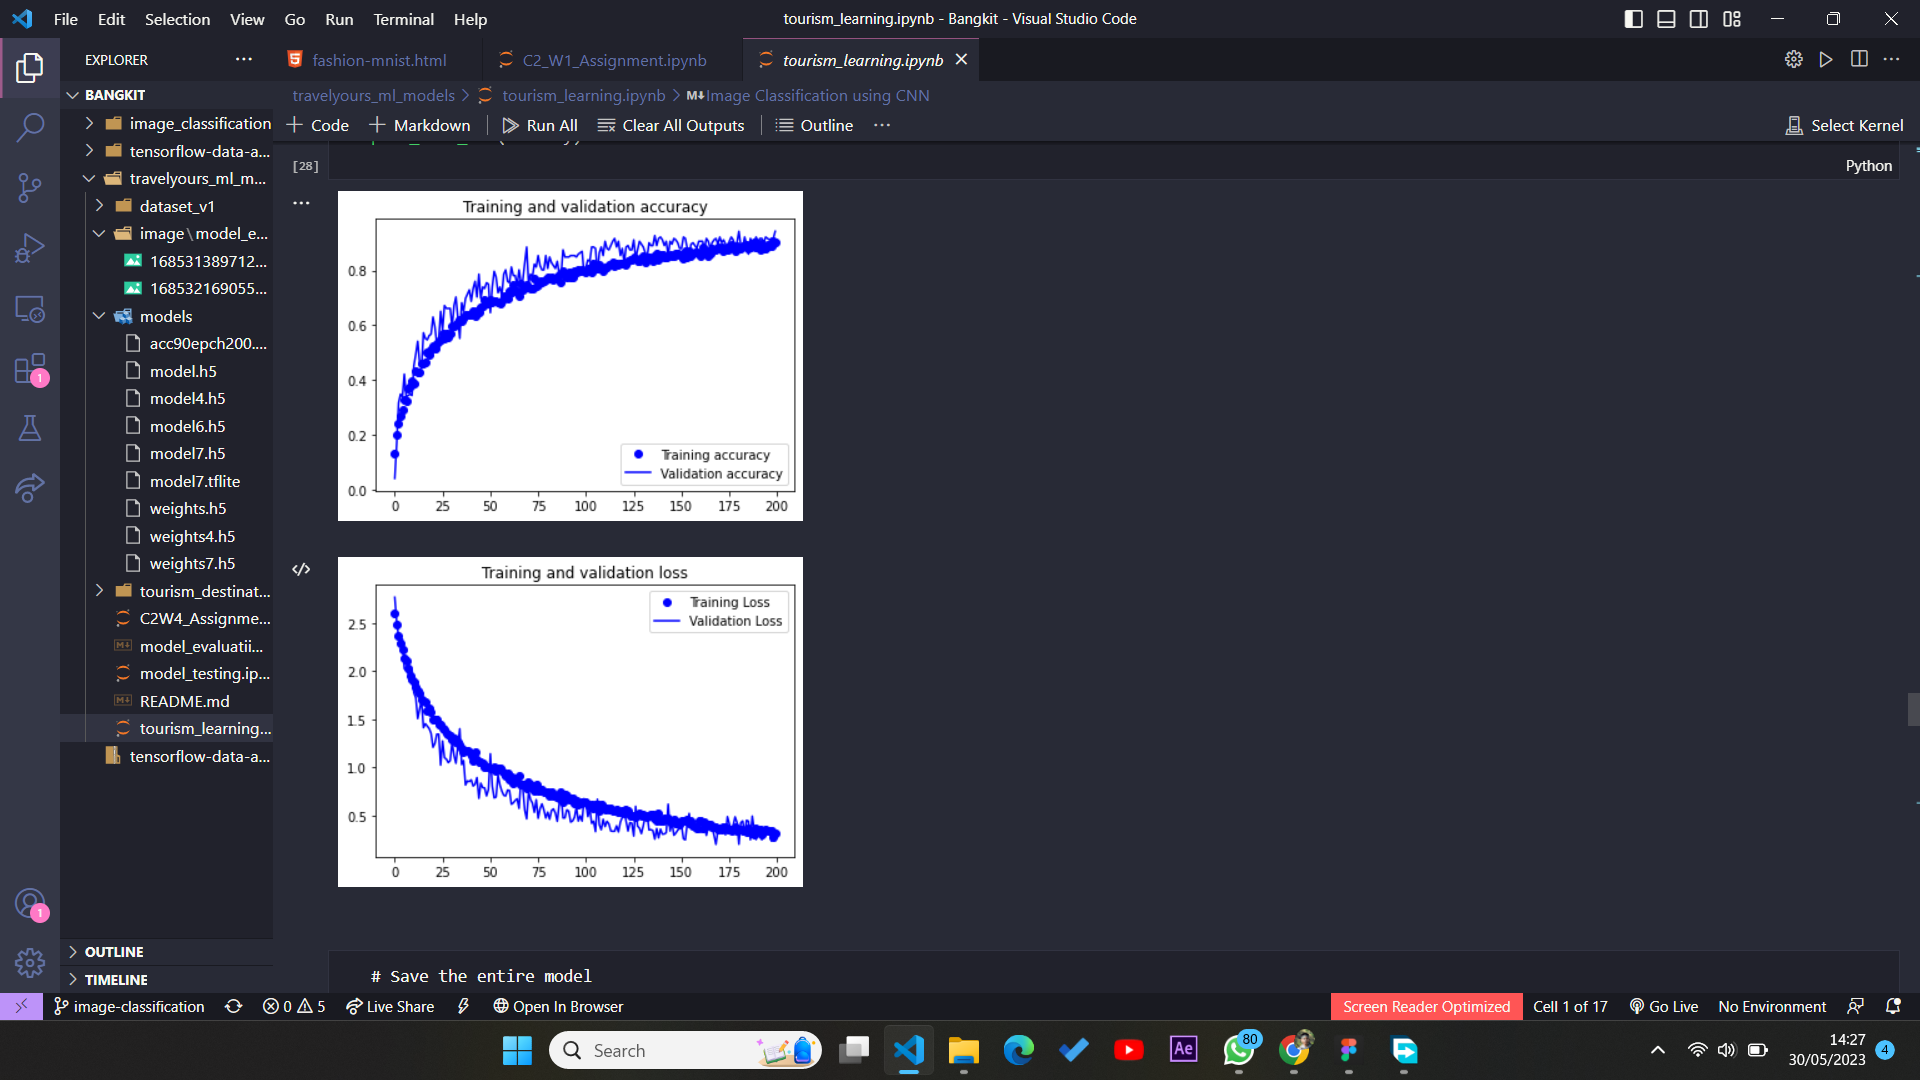 File Edit Selection View Go Run Terminal Help
tourism_learning.ipynb - Bangkit - Visual Studio Code
EXPLORER
fashion-mnist.html
C2_W1_Assignment.ipynb
tourism_learning.ipynb
BANGKIT
travelyours_ml_models > tourism_learning.ipynb > Image Classification using CNN
image_classification
Code Markdown Run All Clear All Outputs Outline
Select Kernel
tensorflow-data-a...
[28]
Python
travelyours_ml_m...
dataset_v1
image\model_e...
168531389712...
168532169055...
models
acc90epch200....
model.h5
model4.h5
model6.h5
model7.h5
model7.tflite
weights.h5
weights4.h5
weights7.h5
tourism_destinat...
C2W4_Assignme...
model_evaluatii...
model_testing.ip...
README.md
tourism_learning...
tensorflow-data-a...
OUTLINE
TIMELINE
Training and validation accuracy
0.8
0.6
0.4
0.2
0.0
Training accuracy
Validation accuracy
0 25 50 75 100 125 150 175 200
Training and validation loss
Training Loss
Validation Loss
2.5
2.0
1.5
1.0
0.5
0 25 50 75 100 125 150 175 200
# Save the entire model
image-classification 0 5 Live Share Open In Browser
Screen Reader Optimized Cell 1 of 17 Go Live No Environment
1
1
Search
Ae
80
14:27
30/05/2023
4